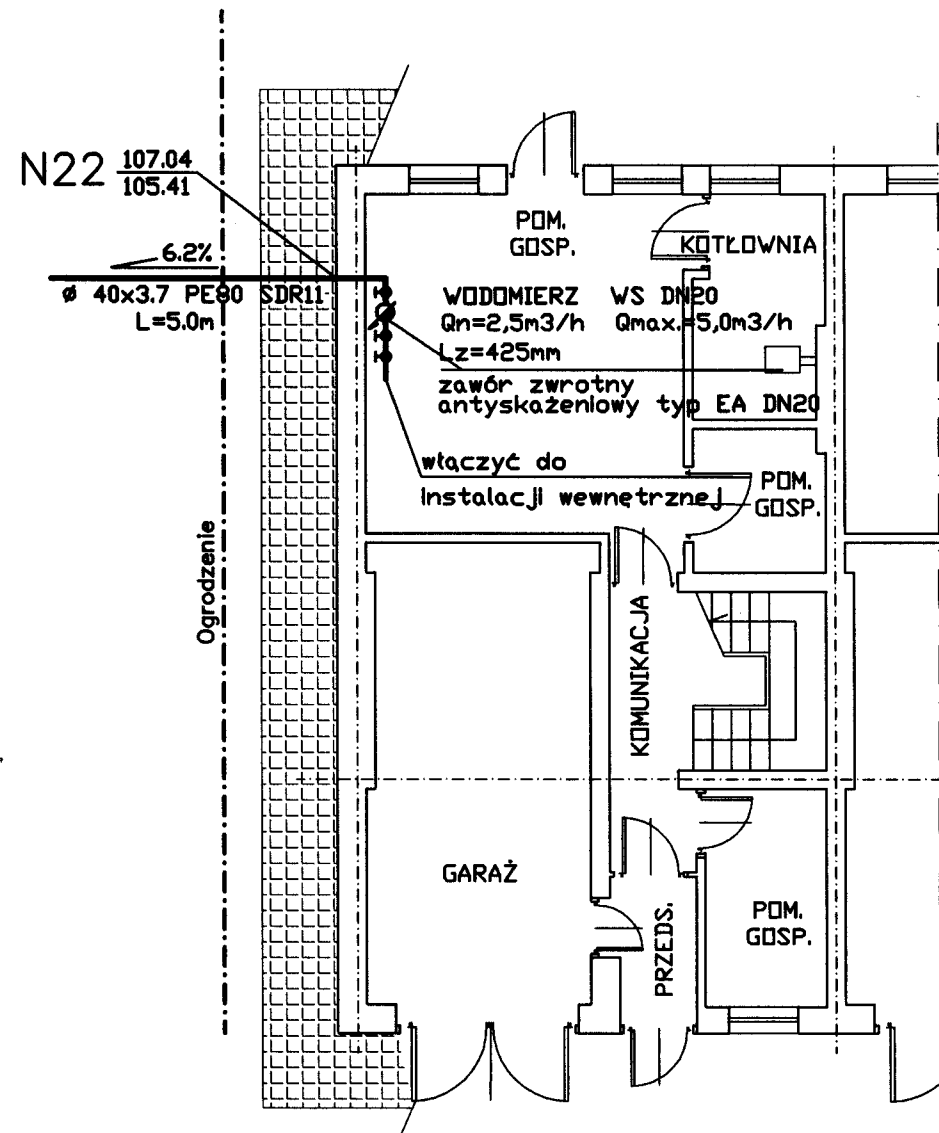 N22
107.04
105.41
6.2%
ø 40x3.7 PE80 SDR11
L=5.0m
POM.
GOSP.
KOTŁOWNIA
WODOMIERZ WS DN20
Qn=2,5m3/h Qmax.=5,0m3/h
Lz=425mm
zawór zwrotny
antyskażeniowy typ EA DN20
włączyć do
instalacji wewnętrznej
POM.
GOSP.
Ogrodzenie
KOMUNIKACJA
GARAŻ
PRZEDS.
POM.
GOSP.